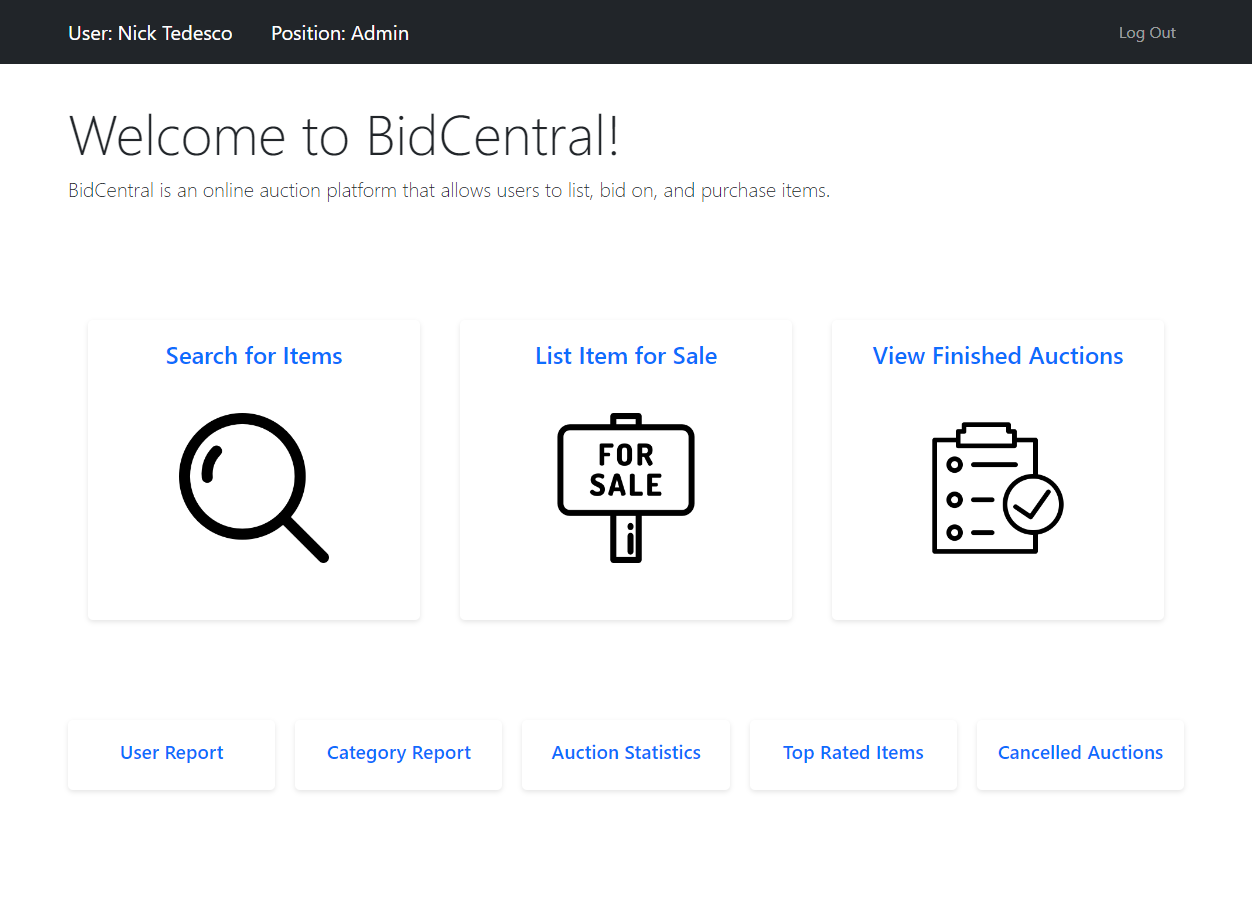 User: Nick Tedesco Position: Admin Log Out
Welcome to BidCentral!
BidCentral is an online auction platform that allows users to list, bid on, and purchase items.
Search for Items
List Item for Sale
View Finished Auctions
FOR
SALE
User Report
Category Report
Auction Statistics
Top Rated Items
Cancelled Auctions